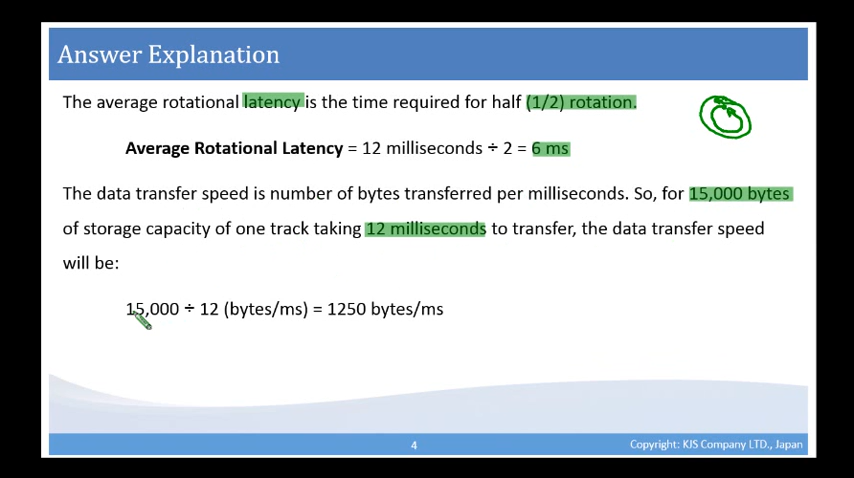 Answer Explanation
The average rotational latency is the time required for half (1/2) rotation.
Average Rotational Latency = 12 milliseconds ÷ 2 = 6 ms
The data transfer speed is number of bytes transferred per milliseconds. So, for 15,000 bytes
of storage capacity of one track taking 12 milliseconds to transfer, the data transfer speed
will be:
15,000 ÷ 12 (bytes/ms) = 1250 bytes/ms
4
Copyright: KJS Company LTD., Japan